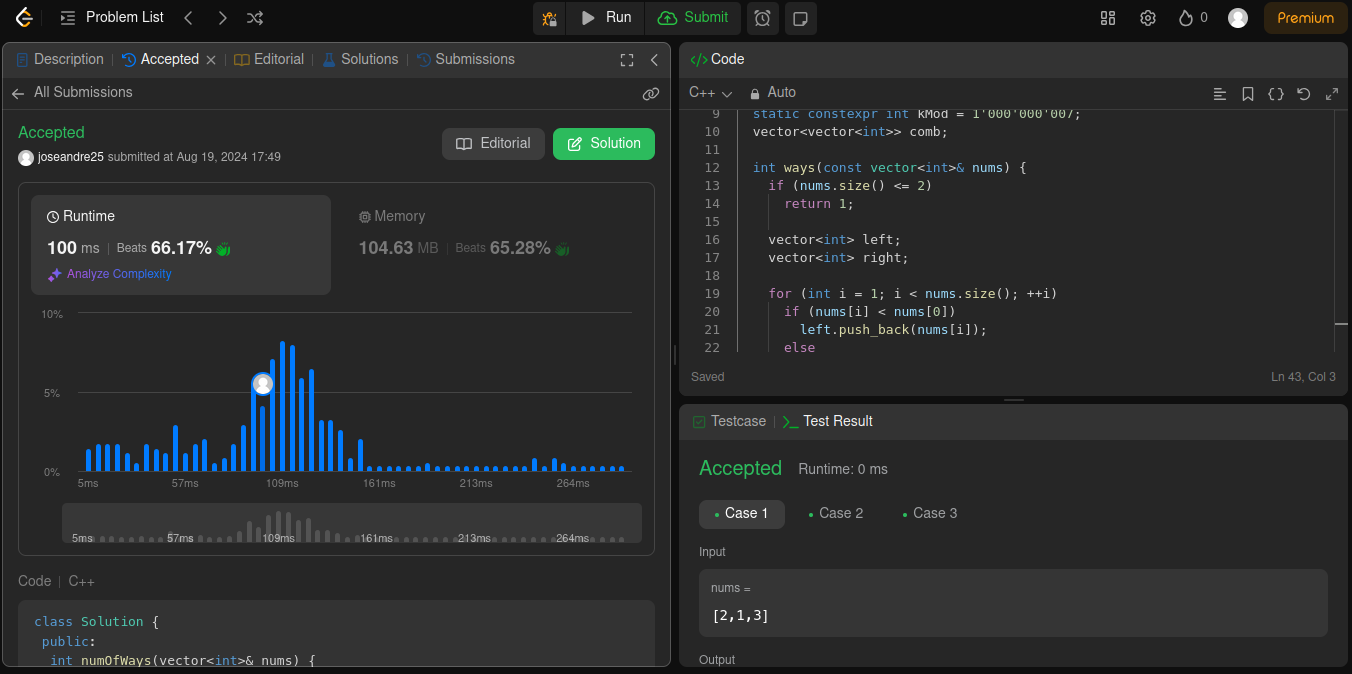 Problem List
Run
Submit
0
Premium
Description
Accepted
Editorial
Solutions
Submissions
All Submissions
Accepted
joseandre25 submitted at Aug 19, 2024 17:49
Editorial
Solution
Runtime
100 ms
Beats 66.17%
Analyze Complexity
Memory
104.63 MB
Beats 65.28%
10%
5%
0%
5ms 57ms 109ms 161ms 213ms 264ms
5ms 57ms 109ms 161ms 213ms 264ms
Code
C++
class Solution {
public:
int numOfWays(vector<int>& nums) {
</> Code
C++
Auto
9 static constexpr int kMod = 1'000'000'007;
10 vector<vector<int>> comb;
11
12 int ways(const vector<int>& nums) {
13 if (nums.size() <= 2)
14 return 1;
15
16 vector<int> left;
17 vector<int> right;
18
19 for (int i = 1; i < nums.size(); ++i)
20 if (nums[i] < nums[0])
21 left.push_back(nums[i]);
22 else
Saved
Ln 43, Col 3
Testcase
Test Result
Accepted
Runtime: 0 ms
Case 1
Case 2
Case 3
Input
nums =
[2,1,3]
Output